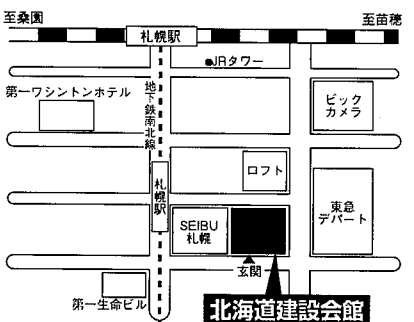 至桑園
札幌駅
至苗穂
●JRタワー
第一ワシントンホテル
地下鉄南北線
ビック
カメラ
ロフト
札幌駅
SEIBU
札幌
東急
デパート
玄関
第一生命ビル
北海道建設会館